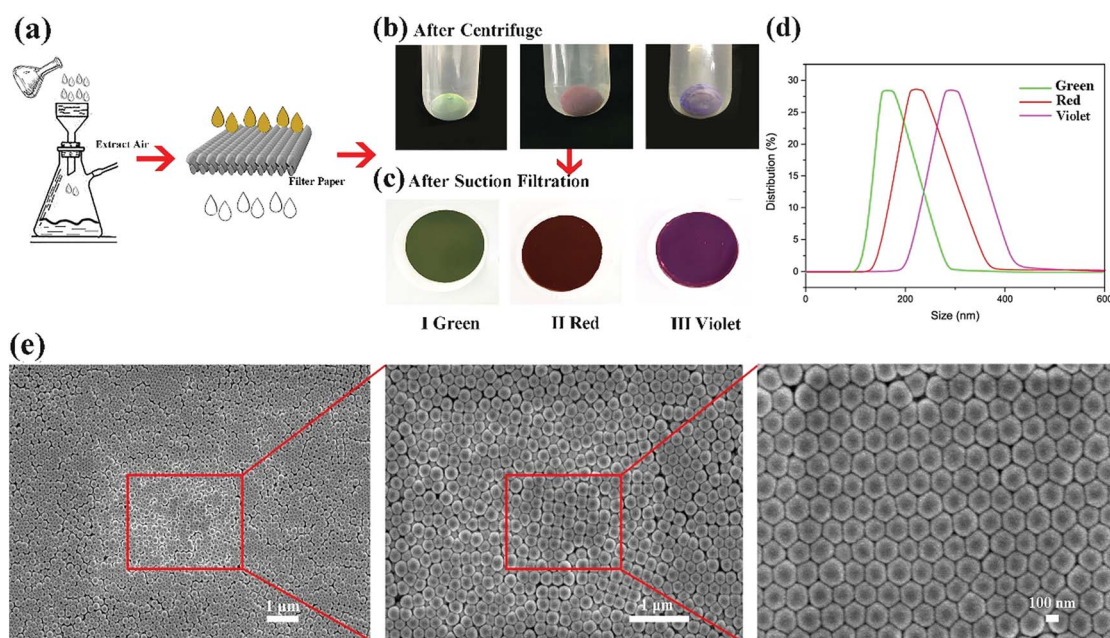 (a)
Extract Air
Filter Paper
(b) After Centrifuge
(c) After Suction Filtration
I Green
II Red
III Violet
(d)
Green
Red
Violet
Distribution (%)
30
25
20
15
10
5
0
0
200
400
600
Size (nm)
(e)
1 μm
1 μm
100 nm